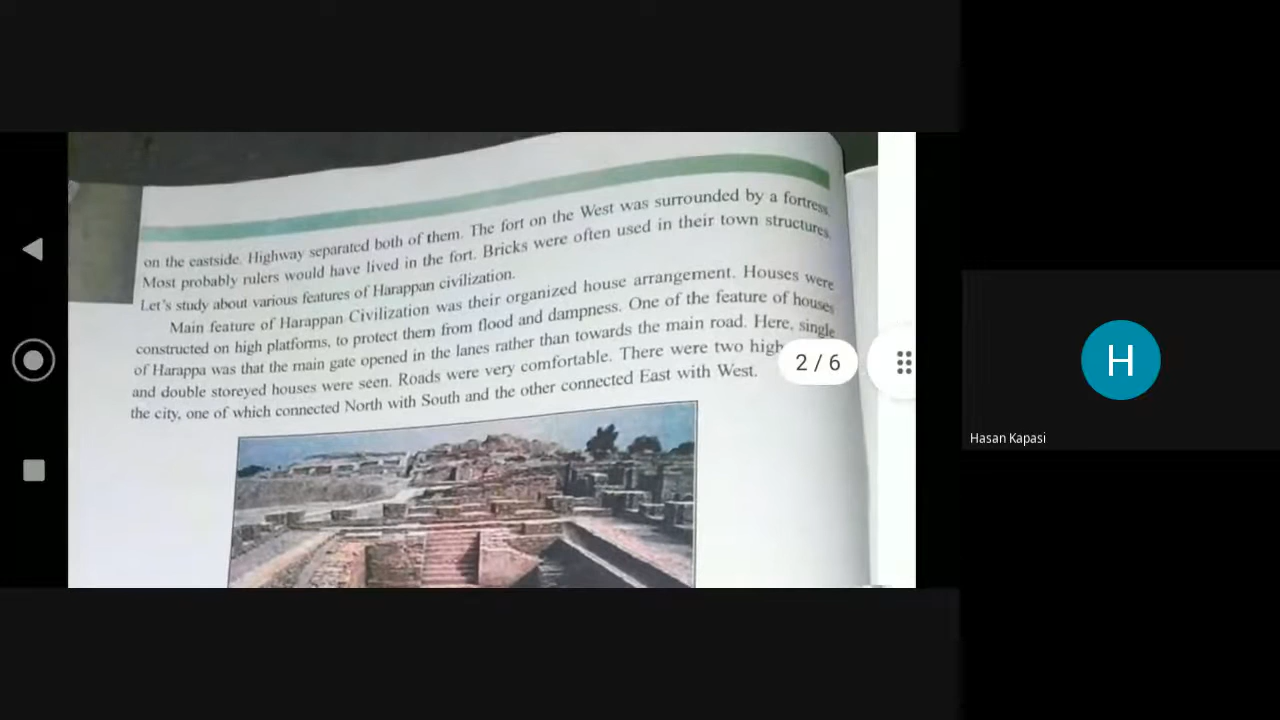 on the eastside. Highway separated both of them. The fort on the West was surrounded by a fortress.
Most probably rulers would have lived in the fort. Bricks were often used in their town structures.
Let's study about various features of Harappan civilization.
Main feature of Harappan Civilization was their organized house arrangement. Houses were
constructed on high platforms, to protect them from flood and dampness. One of the feature of houses
of Harappa was that the main gate opened in the lanes rather than towards the main road. Here, single
and double storeyed houses were seen. Roads were very comfortable. There were two high
the city, one of which connected North with South and the other connected East with West.
2 / 6
H
Hasan Kapasi